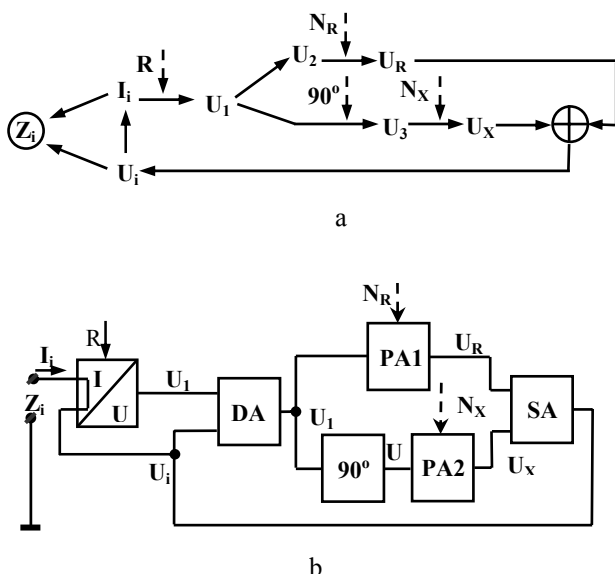 N_R
R
U_2
U_R
I_i
U_1
90°
N_X
Z_i
U_3
U_X
U_i
a
N_R
R
I_i
PA1
U_R
I
U_1
N_X
Z_i
U
DA
U_1
SA
90°
U
PA2
U_i
U_X
b